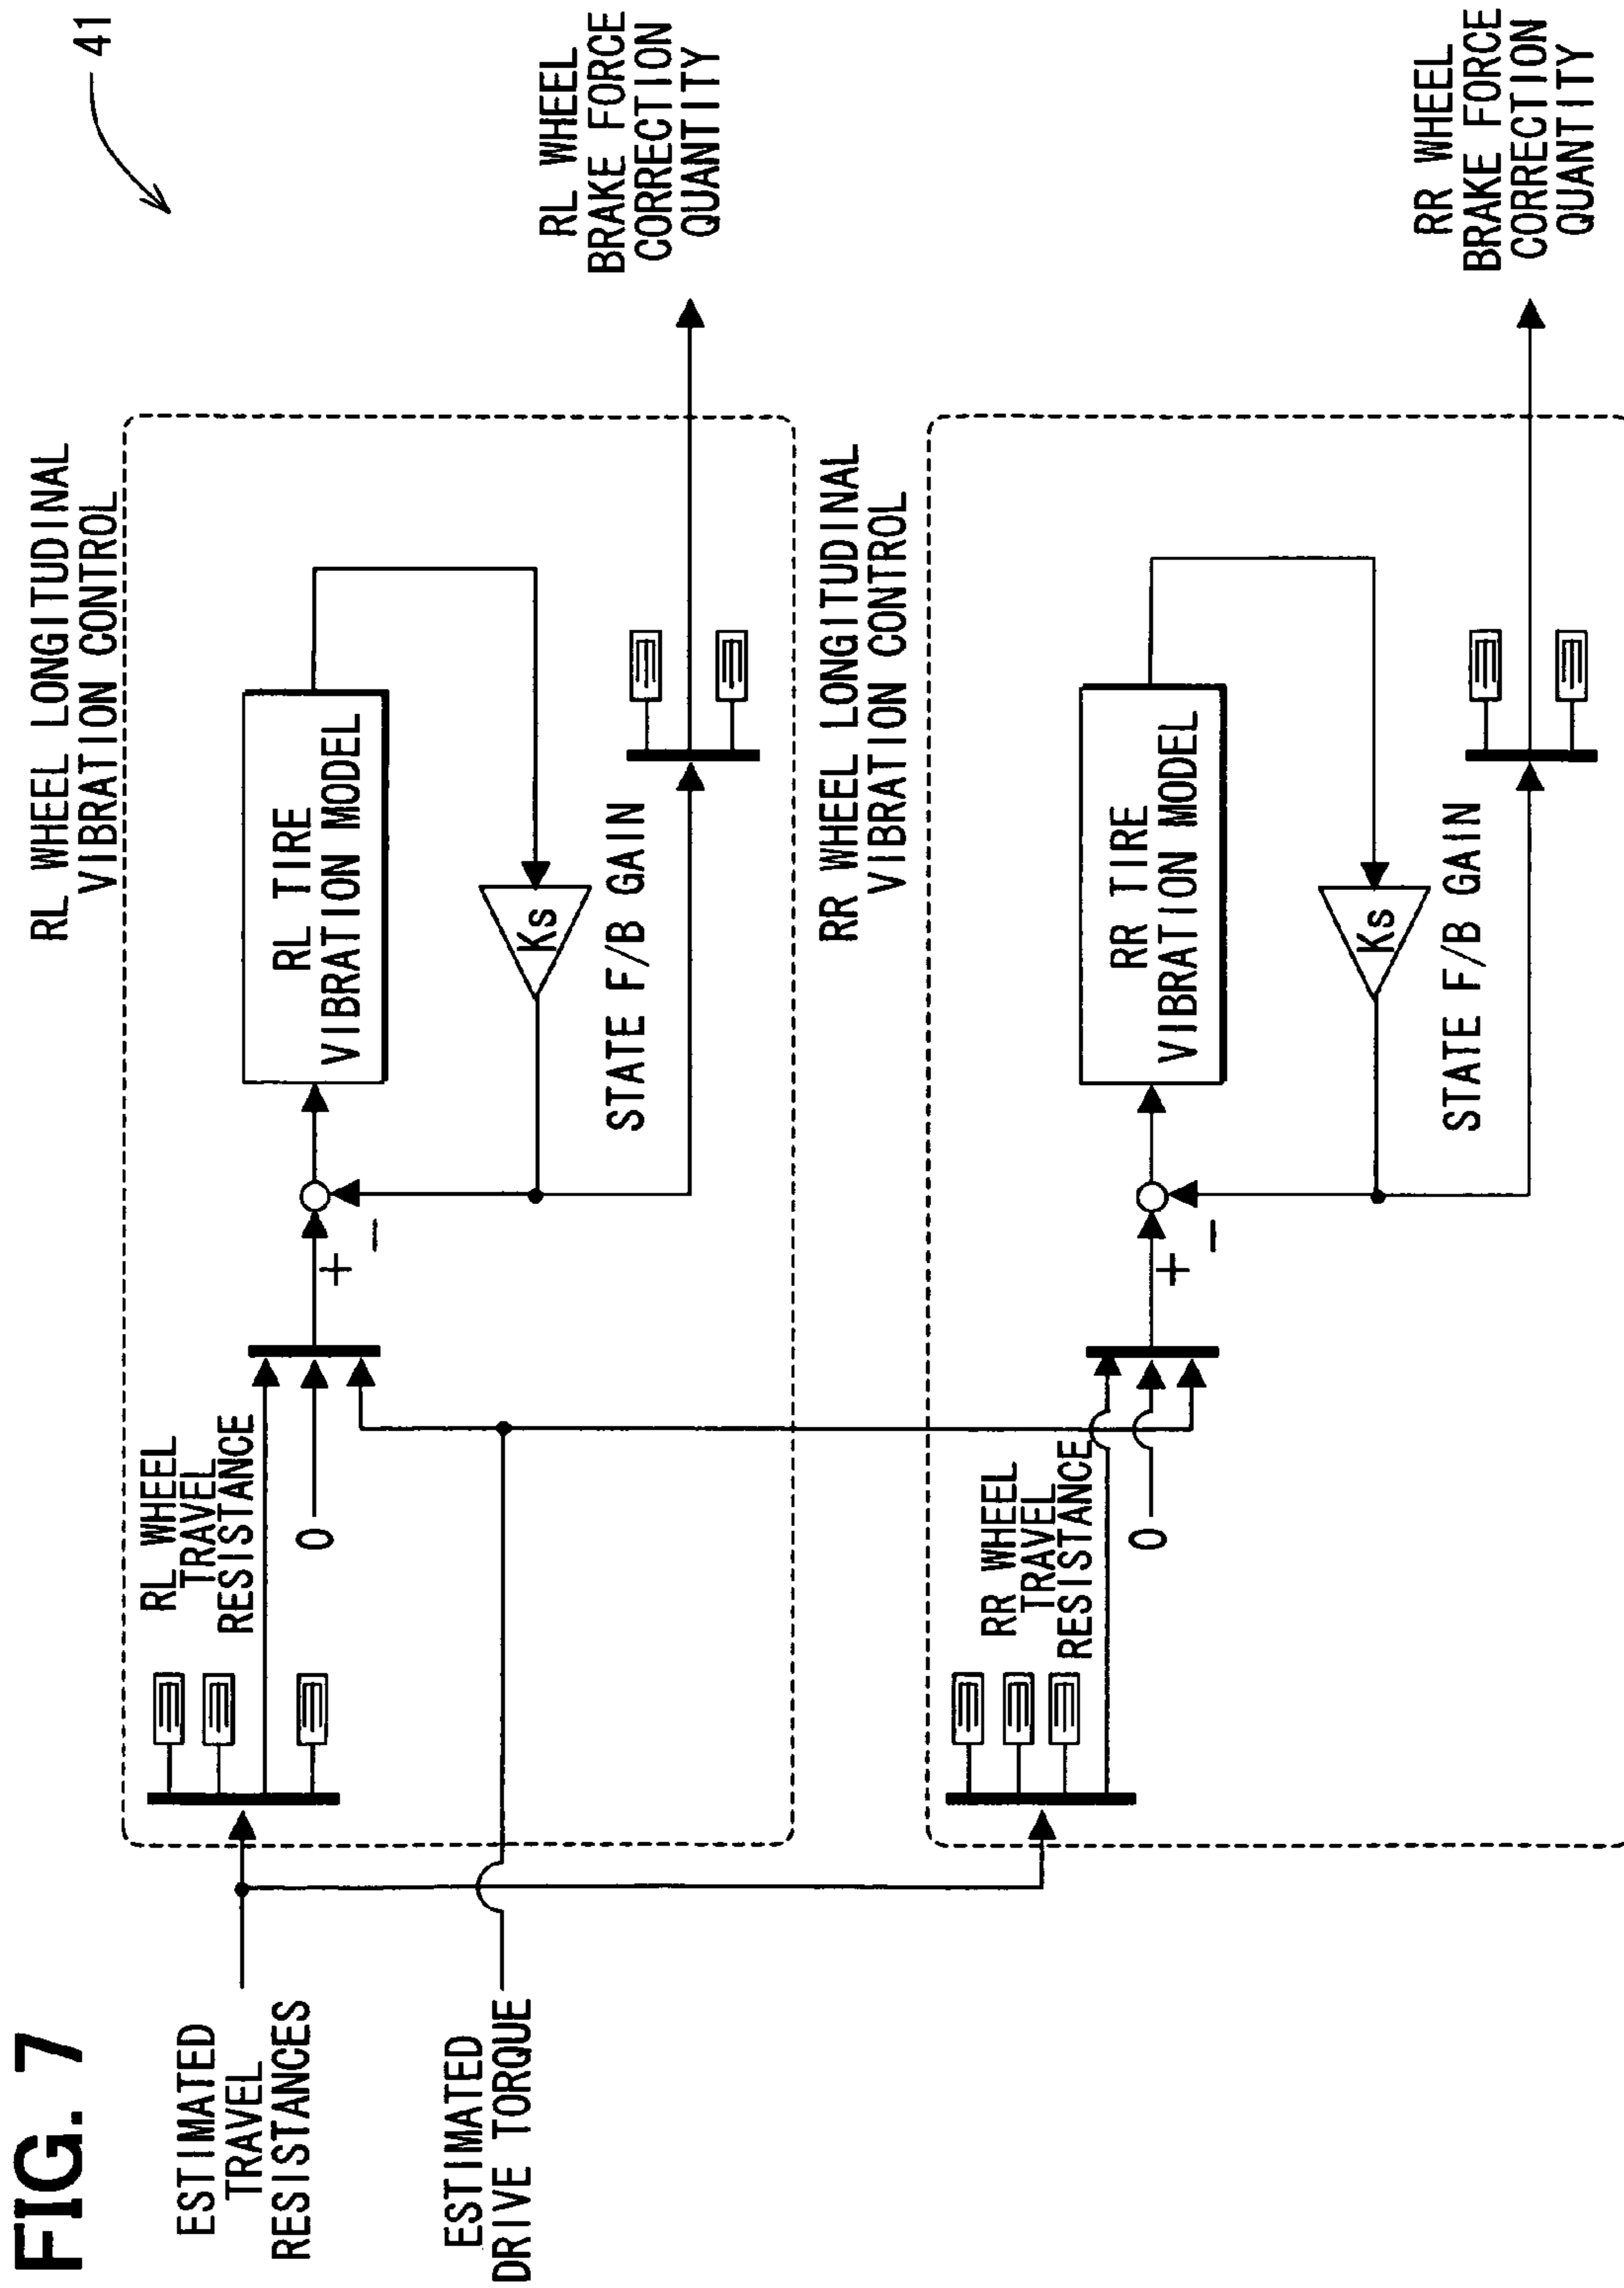 FIG. 7
41
ESTIMATED
TRAVEL
RESISTANCES
ESTIMATED
DRIVE TORQUE
RL WHEEL LONGITUDINAL
VIBRATION CONTROL
RL WHEEL
TRAVEL
RESISTANCE
0
+
−
RL TIRE
VIBRATION MODEL
Ks
STATE F/B GAIN
RL WHEEL
BRAKE FORCE
CORRECTION
QUANTITY
RR WHEEL LONGITUDINAL
VIBRATION CONTROL
RR WHEEL
TRAVEL
RESISTANCE
0
+
−
RR TIRE
VIBRATION MODEL
Ks
STATE F/B GAIN
RR WHEEL
BRAKE FORCE
CORRECTION
QUANTITY